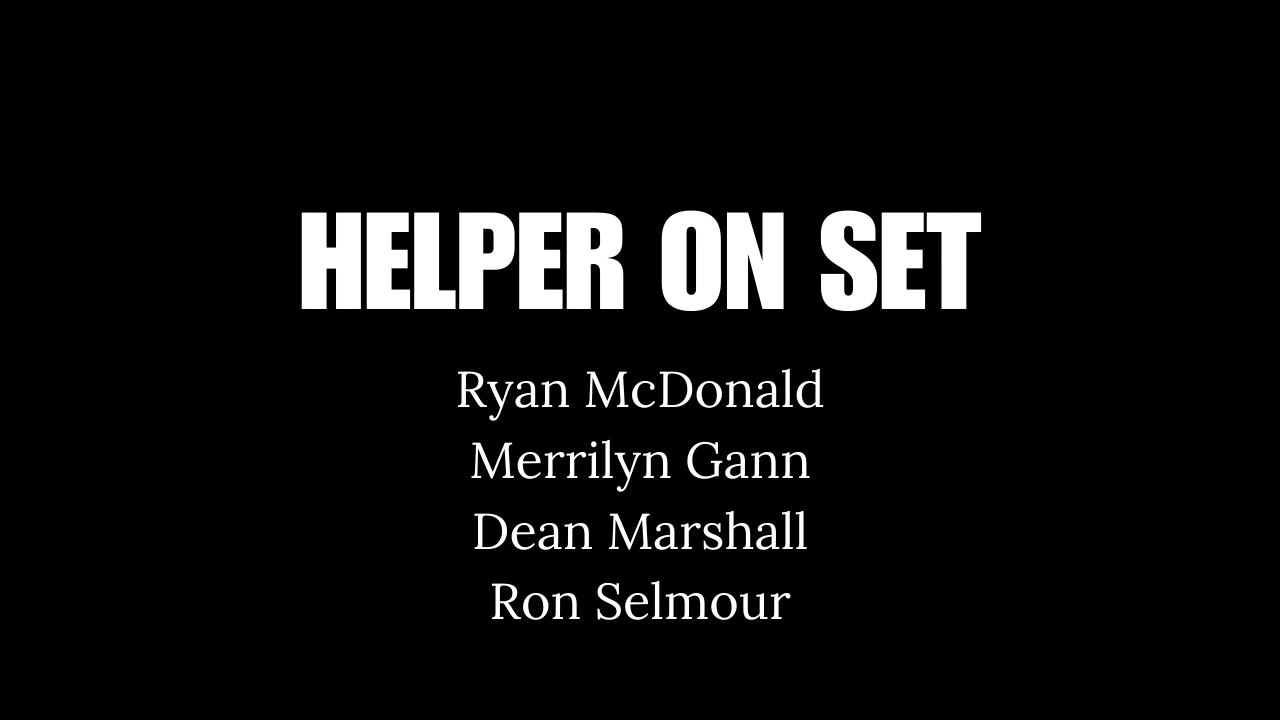 HELPER ON SET
Ryan McDonald
Merrilyn Gann
Dean Marshall
Ron Selmour